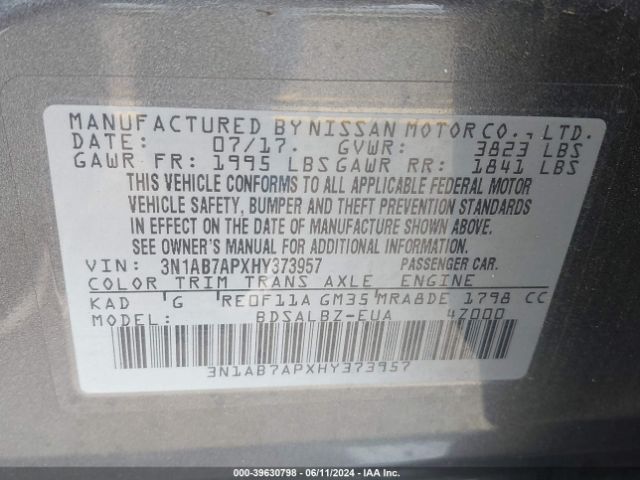 MANUFACTURED BY NISSAN MOTOR CO., LTD.
DATE: 07/17. GVWR: 3823 LBS
GAWR FR: 1995 LBS GAWR RR: 1841 LBS
THIS VEHICLE CONFORMS TO ALL APPLICABLE FEDERAL MOTOR
VEHICLE SAFETY, BUMPER AND THEFT PREVENTION STANDARDS
IN EFFECT ON THE DATE OF MANUFACTURE SHOWN ABOVE.
SEE OWNER'S MANUAL FOR ADDITIONAL INFORMATION.
VIN: 3N1AB7APXHY373957 PASSENGER CAR.
COLOR TRIM TRANS AXLE ENGINE
KAD G RE0F11A GM35 MRA8DE 1798 CC
MODEL: BDSALBZ-EUA 4Z000
3N1AB7APXHY373957
000-39630798 - 06/11/2024 - IAA Inc.